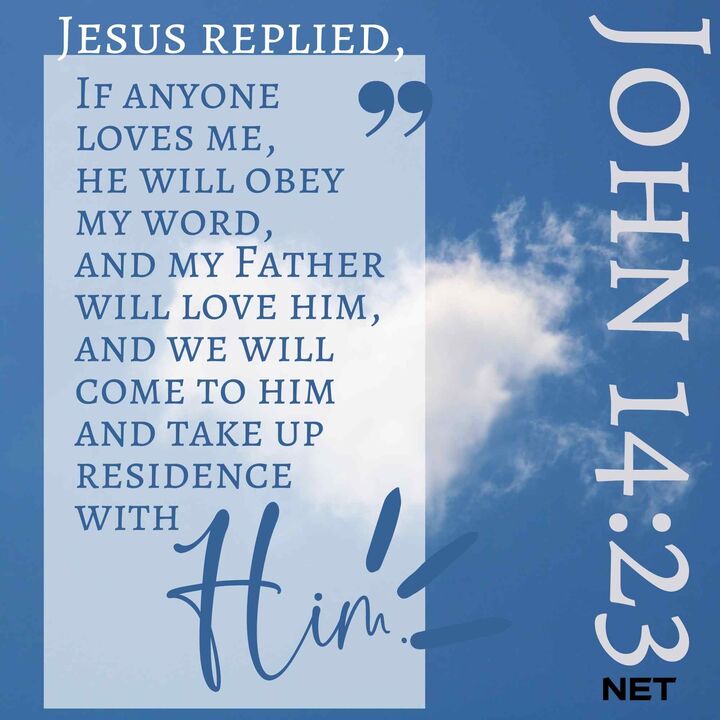 Jesus replied,
”
If anyone
loves me,
he will obey
my word,
and my Father
will love him,
and we will
come to him
and take up
residence
with Him.
John 14:23
NET